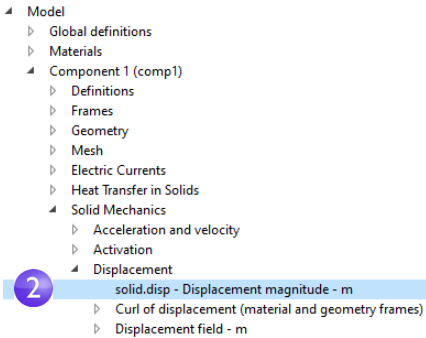 Model
Global definitions
Materials
Component 1 (comp1)
Definitions
Frames
Geometry
Mesh
Electric Currents
Heat Transfer in Solids
Solid Mechanics
Acceleration and velocity
Activation
Displacement
2 solid.disp - Displacement magnitude - m
Curl of displacement (material and geometry frames)
Displacement field - m